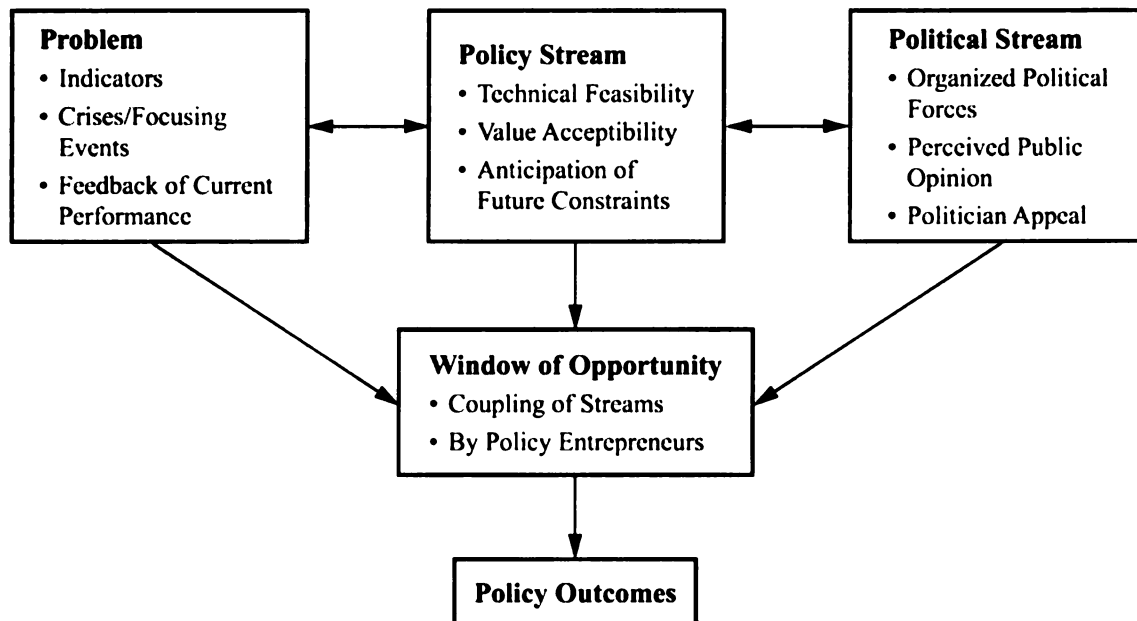 Problem
• Indicators
• Crises/Focusing
Events
• Feedback of Current
Performance
Policy Stream
• Technical Feasibility
• Value Acceptibility
• Anticipation of
Future Constraints
Political Stream
• Organized Political
Forces
• Perceived Public
Opinion
• Politician Appeal
Window of Opportunity
• Coupling of Streams
• By Policy Entrepreneurs
Policy Outcomes